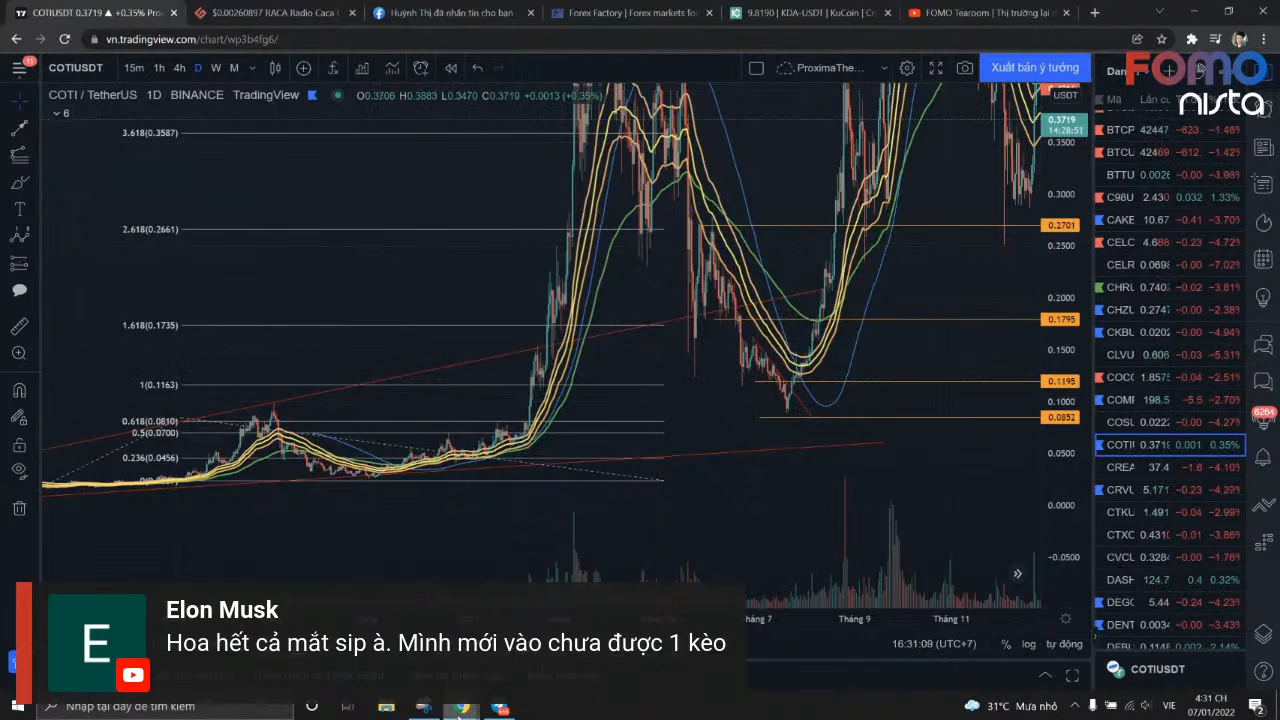 0.3719 ▲ +0.35% Pro
$0.00260897 RACA Radio Caca
Huỳnh Thị đã nhắn tin cho bạn
Forex Factory | Forex markets for
9.8190 | KDA-USDT | KuCoin | Cr
FOMO Tearoom | Thị trường lại c
vn.tradingview.com/chart/wp3b4fg6/
11
COTIUSDT
15m 1h 4h D W M
ProximaThe...
Xuất bản ý tưởng
FOMO
nista
COTI / TetherUS 1D BINANCE TradingView
O0.3706 H0.3883 L0.3470 C0.3719 +0.0013 (+0.35%)
USDT
6
3.618(0.3587)
2.618(0.2661)
1.618(0.1735)
1(0.1163)
0.618(0.0810)
0.5(0.0700)
0.236(0.0456)
0.3719
14:28:51
0.3500
0.3000
0.2701
0.2500
0.2000
0.1795
0.1500
0.1195
0.1000
0.0852
0.0500
0.0000
−0.0500
Mã
BTCP 42447 −623. −1.46%
BTCU 42469 −612. −1.42%
BTTU 0.0026 −0.00 −3.98%
C98U 2.430 0.032 1.33%
CAKE 10.67 −0.41 −3.70%
CELC 4.688 −0.23 −4.72%
CELR 0.0698 −0.00 −7.02%
CHRU 0.7402 −0.02 −3.81%
CHZU 0.2747 −0.00 −2.38%
CKBU 0.0202 −0.00 −4.94%
CLVU 0.606 −0.03 −5.31%
COCO 1.8575 −0.04 −2.51%
COMI 198.5 −5.5 −2.70%
COSU 0.0222 −0.00 −4.27%
COTII 0.3719 0.001 0.35%
CREA 37.4 −1.6 −4.10%
CRVU 5.171 −0.23 −4.39%
CTKU 1.491 −0.04 −2.99%
CTXC 0.4310 −0.01 −3.86%
CVCU 0.3284 −0.00 −1.76%
DASH 124.7 0.4 0.32%
DEGO 5.44 −0.24 −4.23%
DENT 0.0034 −0.00 −3.43%
6264
Tháng 7 Tháng 9 Tháng 11
16:31:09 (UTC+7) % log tự động
COTIUSDT
E
Elon Musk
Hoa hết cả mắt sip à. Mình mới vào chưa được 1 kèo
Nhập tại đây để tìm kiếm
31°C Mưa nhỏ
VIE
4:31 CH
07/01/2022
2